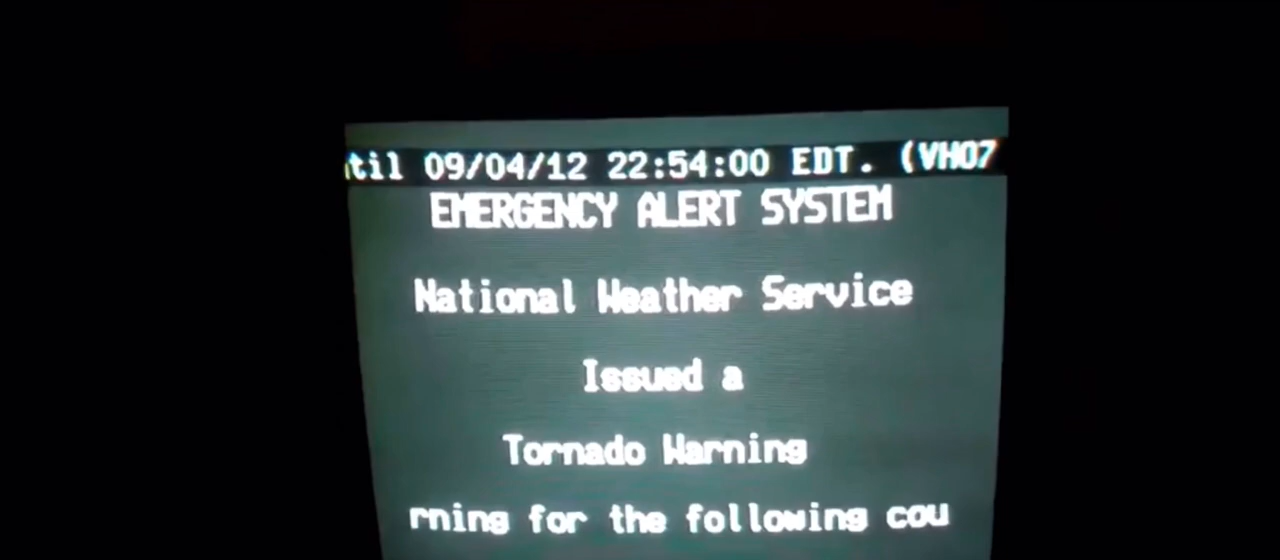 til 09/04/12 22:54:00 EDT. (VH07
EMERGENCY ALERT SYSTEM
National Weather Service
Issued a
Tornado Warning
rning for the following cou